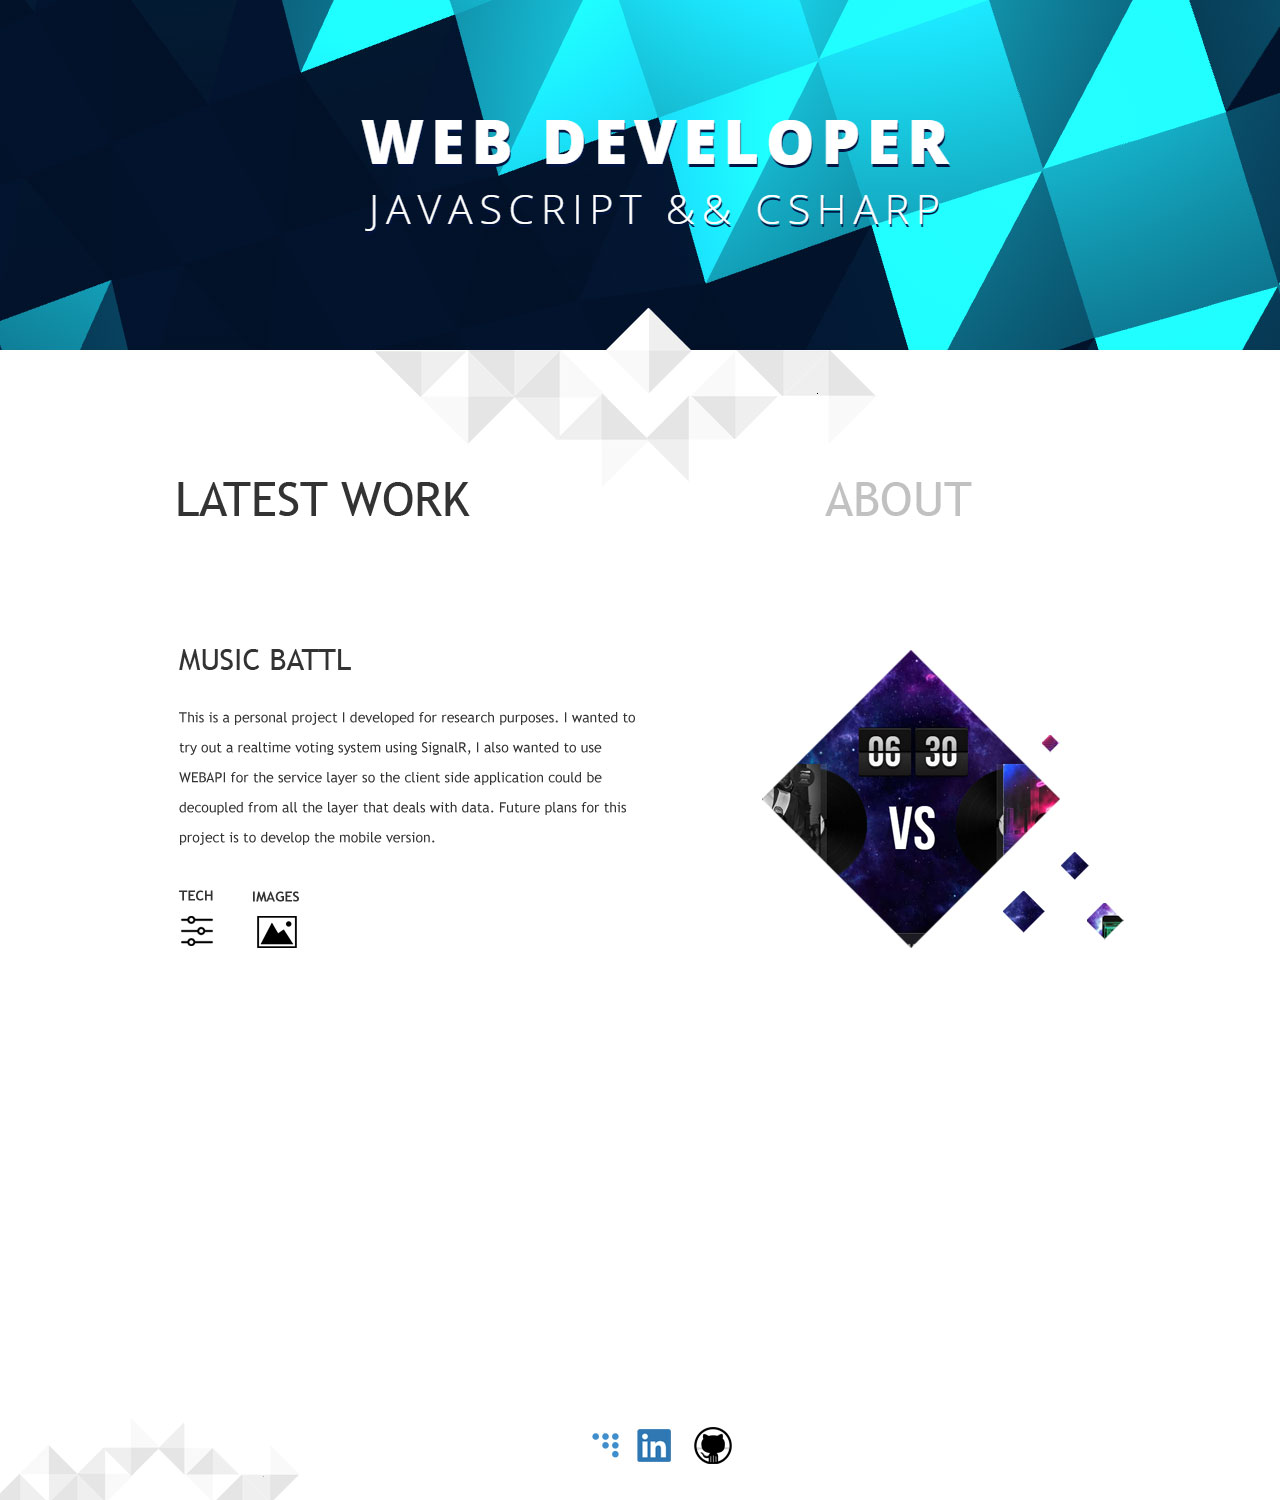 WEB DEVELOPER
JAVASCRIPT && CSHARP
LATEST WORK
ABOUT
MUSIC BATTL
This is a personal project I developed for research purposes. I wanted to
try out a realtime voting system using SignalR, I also wanted to use
WEBAPI for the service layer so the client side application could be
decoupled from all the layer that deals with data. Future plans for this
project is to develop the mobile version.
TECH
IMAGES
06 30
VS
in